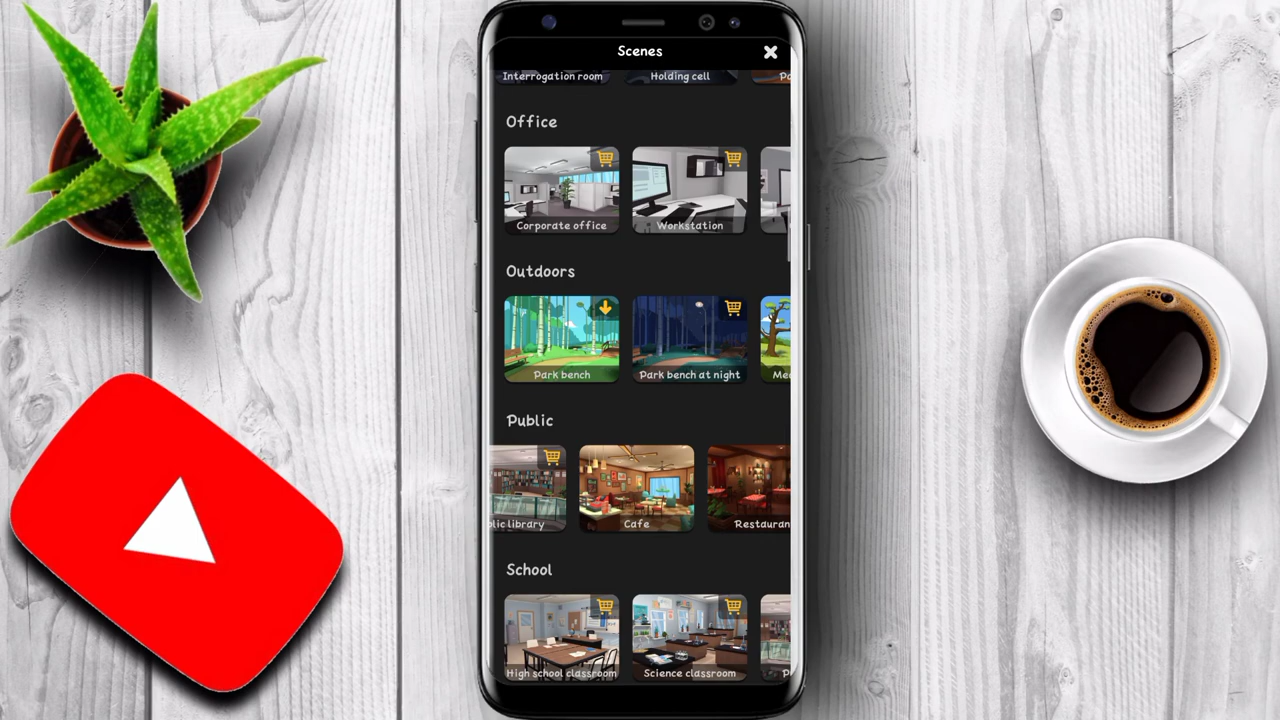 Scenes
Interrogation room
Holding cell
Office
Corporate office
Workstation
Outdoors
Park bench
Park bench at night
Public
library
Cafe
School
High school classroom
Science classroom